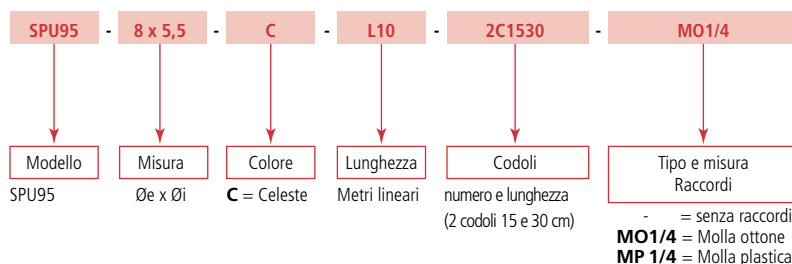 SPU95 - 8 x 5,5 - C - L10 - 2C1530 - MO1/4
Modello Misura Colore Lunghezza Codoli Tipo e misura
Raccordi
SPU95 Øe x Øi C = Celeste Metri lineari numero e lunghezza
(2 codoli 15 e 30 cm)
- = senza raccordi
MO1/4 = Molla ottone
MP 1/4 = Molla plastica